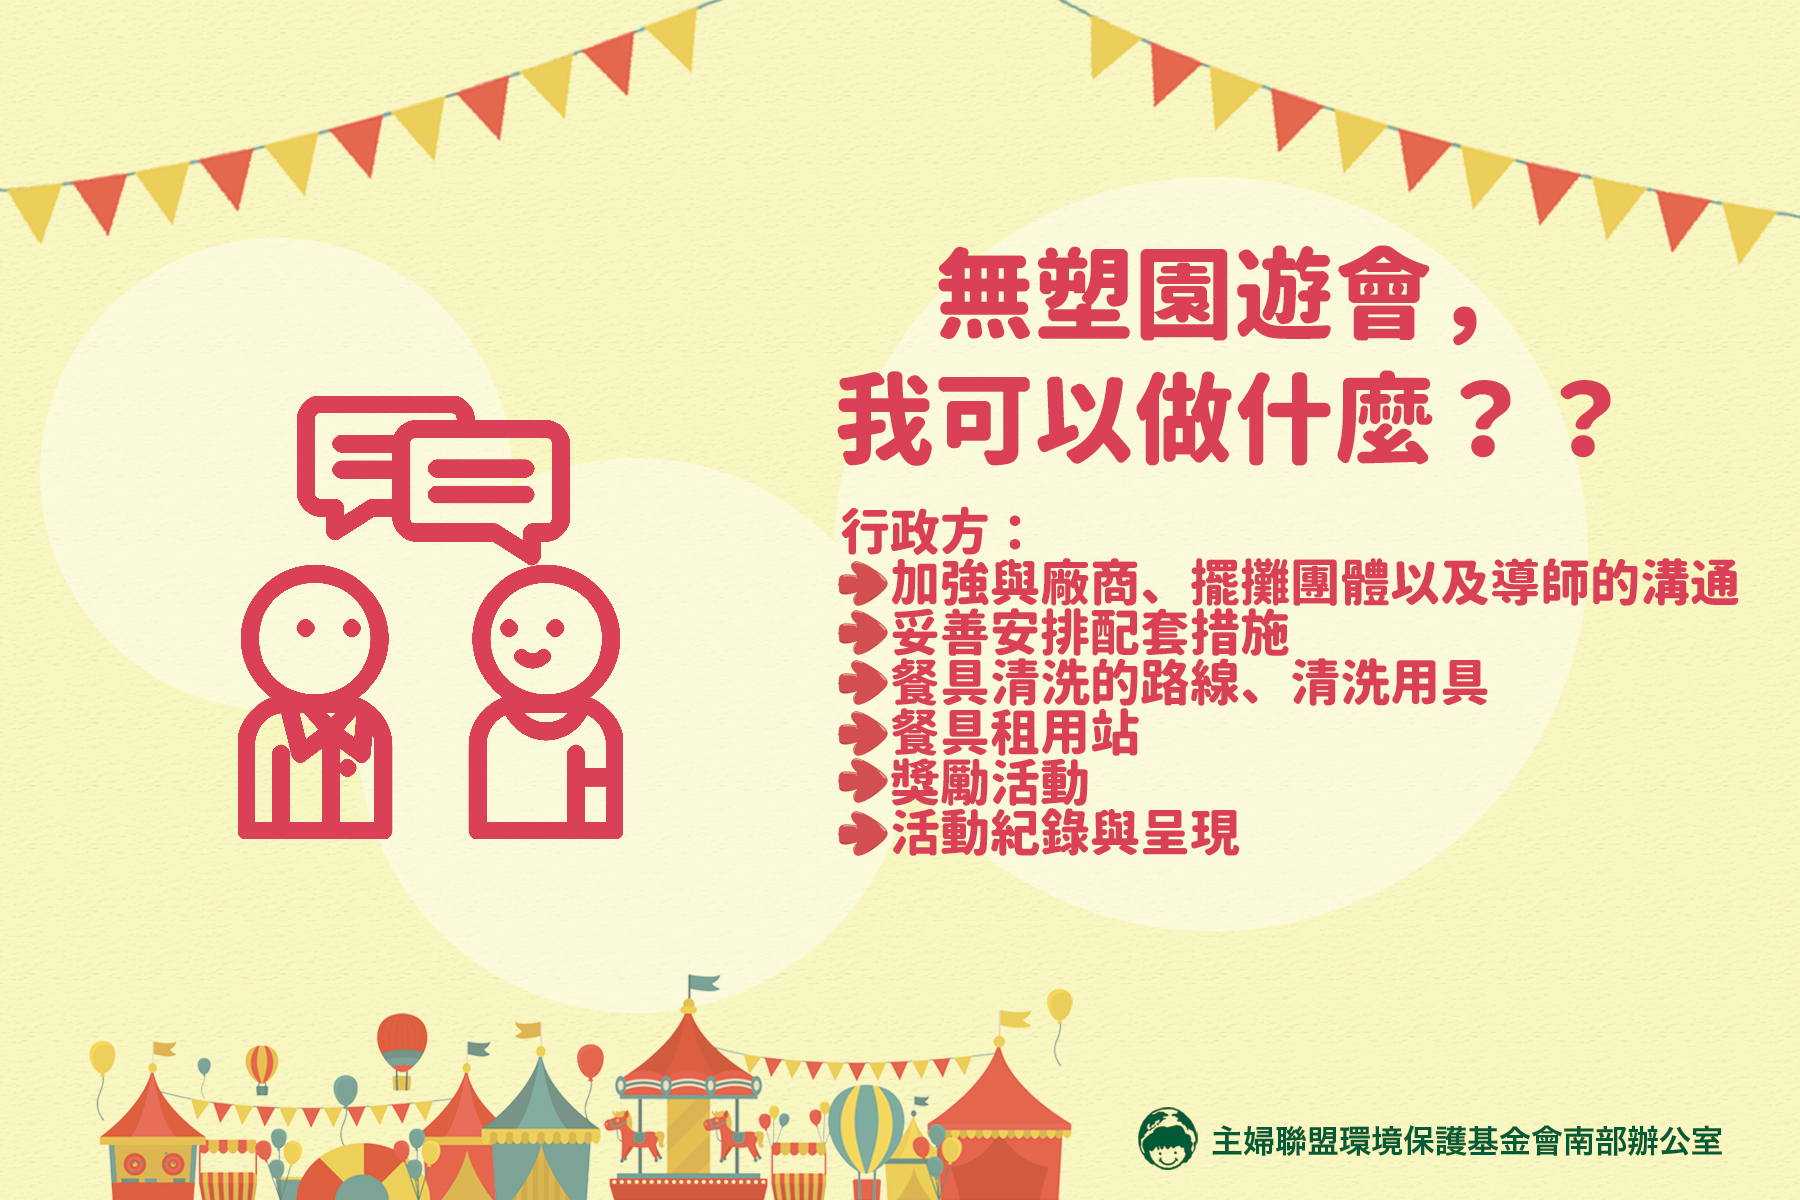 無塑園遊會，
我可以做什麼？？
行政方：
加強與廠商、擺攤團體以及導師的溝通
妥善安排配套措施
餐具清洗的路線、清洗用具
餐具租用站
獎勵活動
活動紀錄與呈現
主婦聯盟環境保護基金會南部辦公室